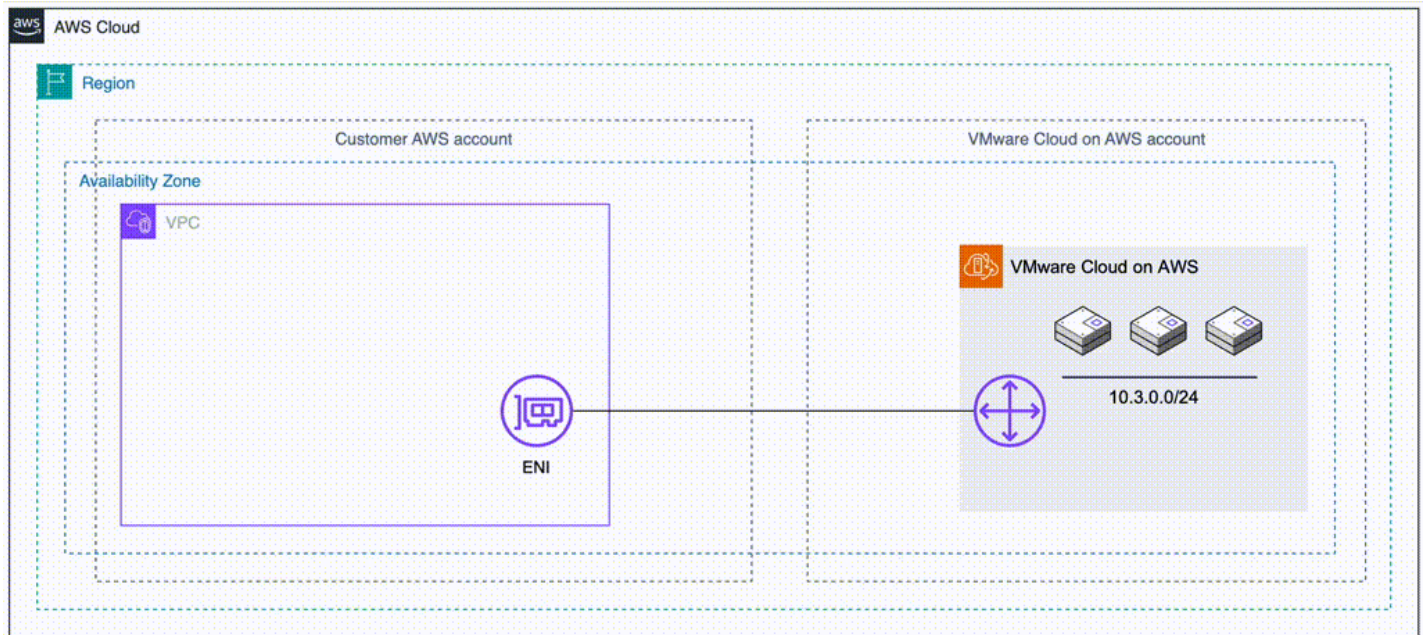 aws
AWS Cloud
Region
Customer AWS account
VMware Cloud on AWS account
Availability Zone
VPC
VMware Cloud on AWS
10.3.0.0/24
ENI